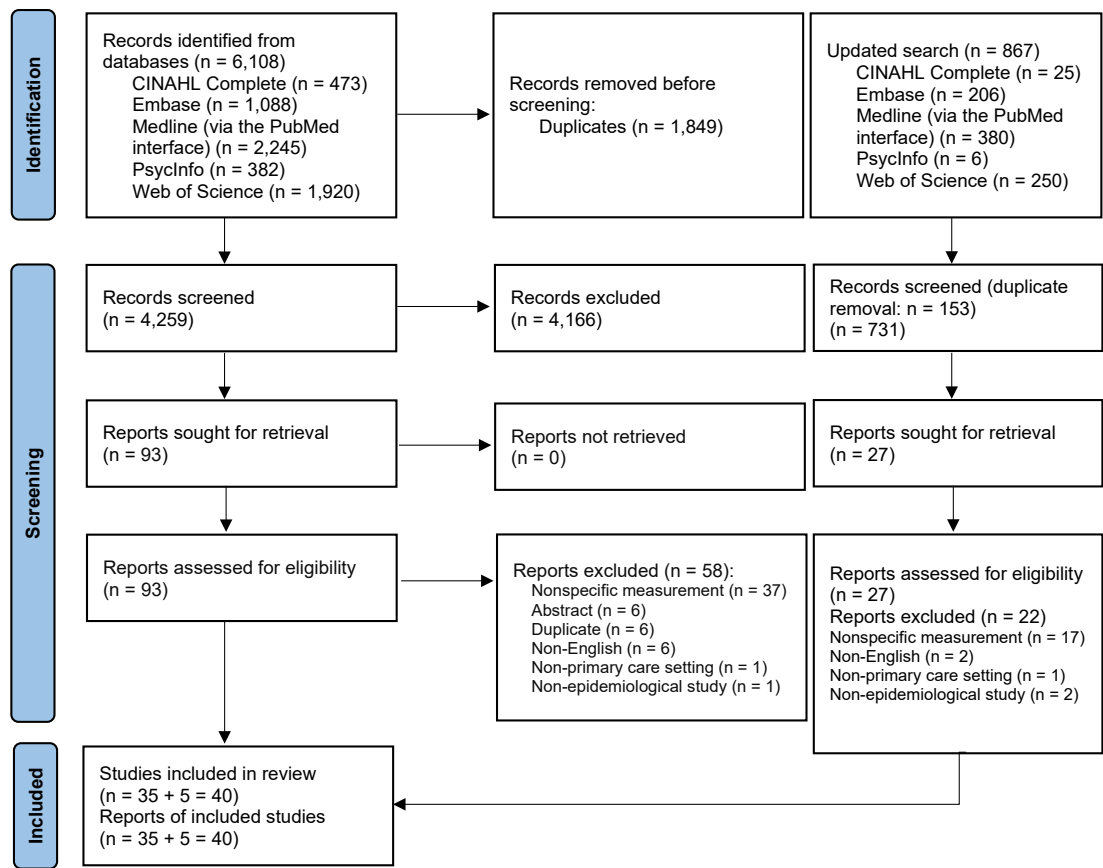 Identification
Records identified from
databases (n = 6,108)
CINAHL Complete (n = 473)
Embase (n = 1,088)
Medline (via the PubMed
interface) (n = 2,245)
PsycInfo (n = 382)
Web of Science (n = 1,920)
Records removed before
screening:
Duplicates (n = 1,849)
Updated search (n = 867)
CINAHL Complete (n = 25)
Embase (n = 206)
Medline (via the PubMed
interface) (n = 380)
PsycInfo (n = 6)
Web of Science (n = 250)
Screening
Records screened
(n = 4,259)
Records excluded
(n = 4,166)
Records screened (duplicate
removal: n = 153)
(n = 731)
Reports sought for retrieval
(n = 93)
Reports not retrieved
(n = 0)
Reports sought for retrieval
(n = 27)
Reports assessed for eligibility
(n = 93)
Reports excluded (n = 58):
Nonspecific measurement (n = 37)
Abstract (n = 6)
Duplicate (n = 6)
Non-English (n = 6)
Non-primary care setting (n = 1)
Non-epidemiological study (n = 1)
Reports assessed for eligibility
(n = 27)
Reports excluded (n = 22)
Nonspecific measurement (n = 17)
Non-English (n = 2)
Non-primary care setting (n = 1)
Non-epidemiological study (n = 2)
Included
Studies included in review
(n = 35 + 5 = 40)
Reports of included studies
(n = 35 + 5 = 40)